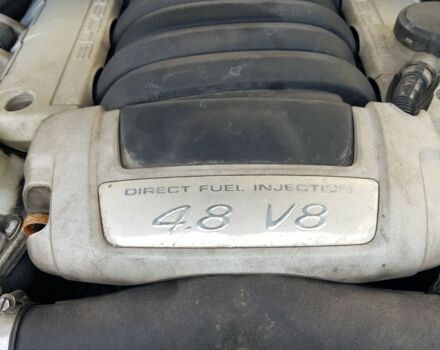 DIRECT FUEL INJECTION
4.8 V8